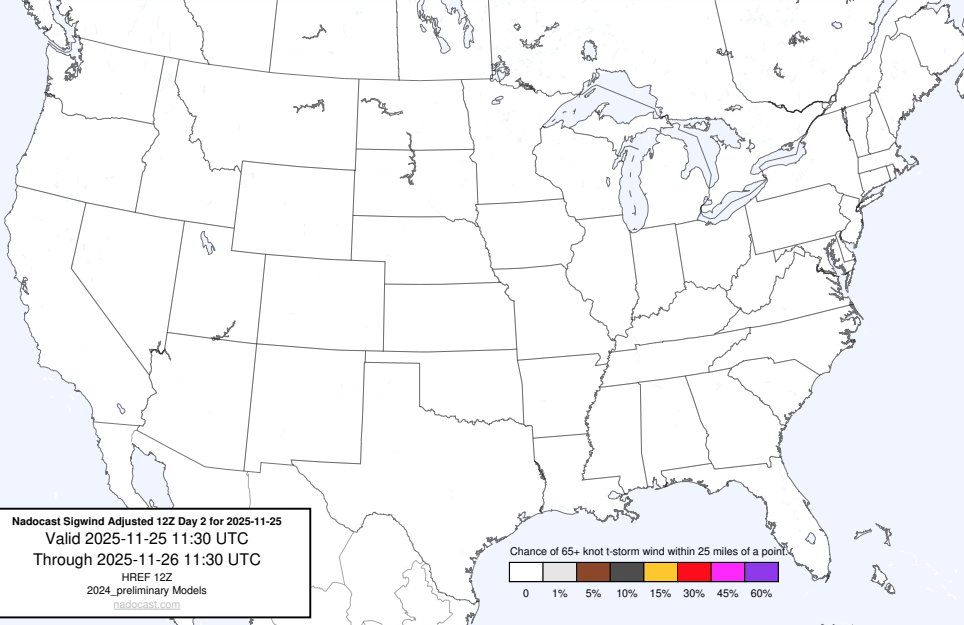 Nadocast Sigwind Adjusted 12Z Day 2 for 2025-11-25
Valid 2025-11-25 11:30 UTC
Through 2025-11-26 11:30 UTC
HREF 12Z
2024_preliminary Models
nadocast.com
Chance of 65+ knot t-storm wind within 25 miles of a point.
0 1% 5% 10% 15% 30% 45% 60%